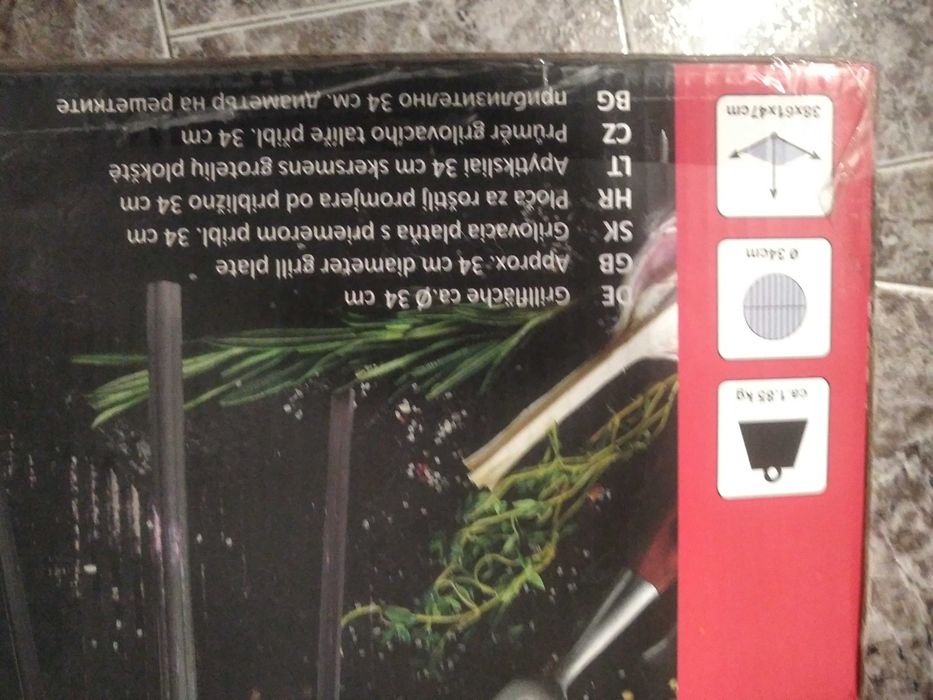 DE Grillfläche ca.Ø 34 cm
GB Approx. 34 cm diameter grill plate
SK Grilovacia platňa s priemerom pribl. 34 cm
HR Ploča za roštilj promjera od približno 34 cm
LT Apytiksliai 34 cm skersmens grotelių plokštė
CZ Průměr grilovacího talíře přibl. 34 cm
BG приблизително 34 см. диаметър на решетките
ca.1.85 kg
Ø 34cm
38x61x47cm